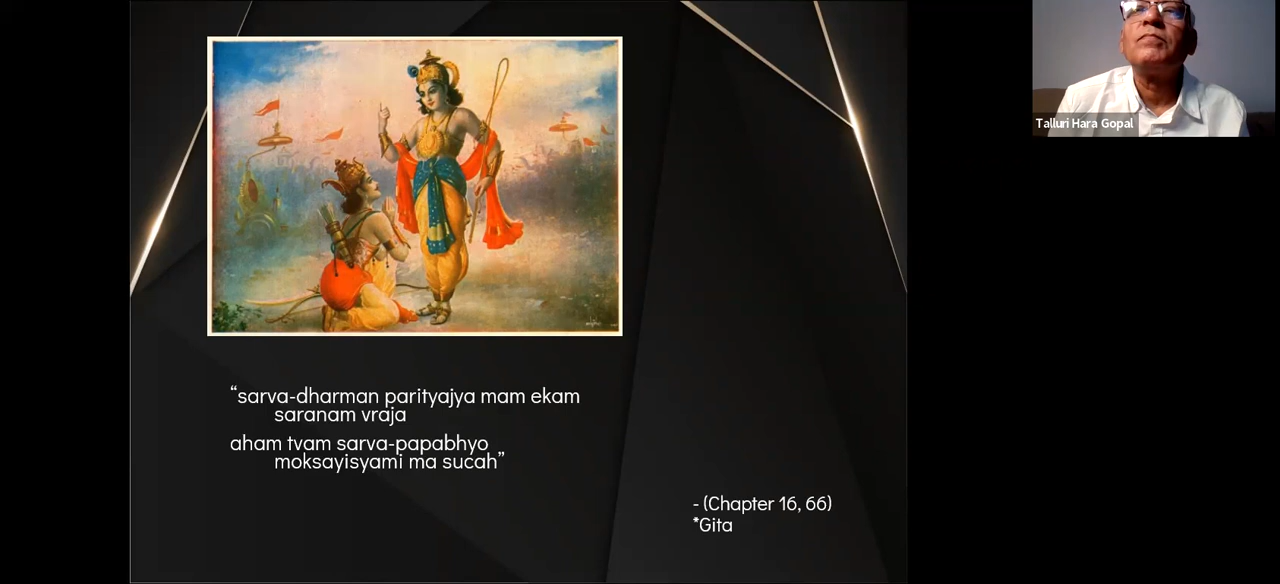 Talluri Hara Gopal
“sarva-dharman parityajya mam ekam
saranam vraja
aham tvam sarva-papabhyo
moksayisyami ma sucah”
- (Chapter 16, 66)
*Gita